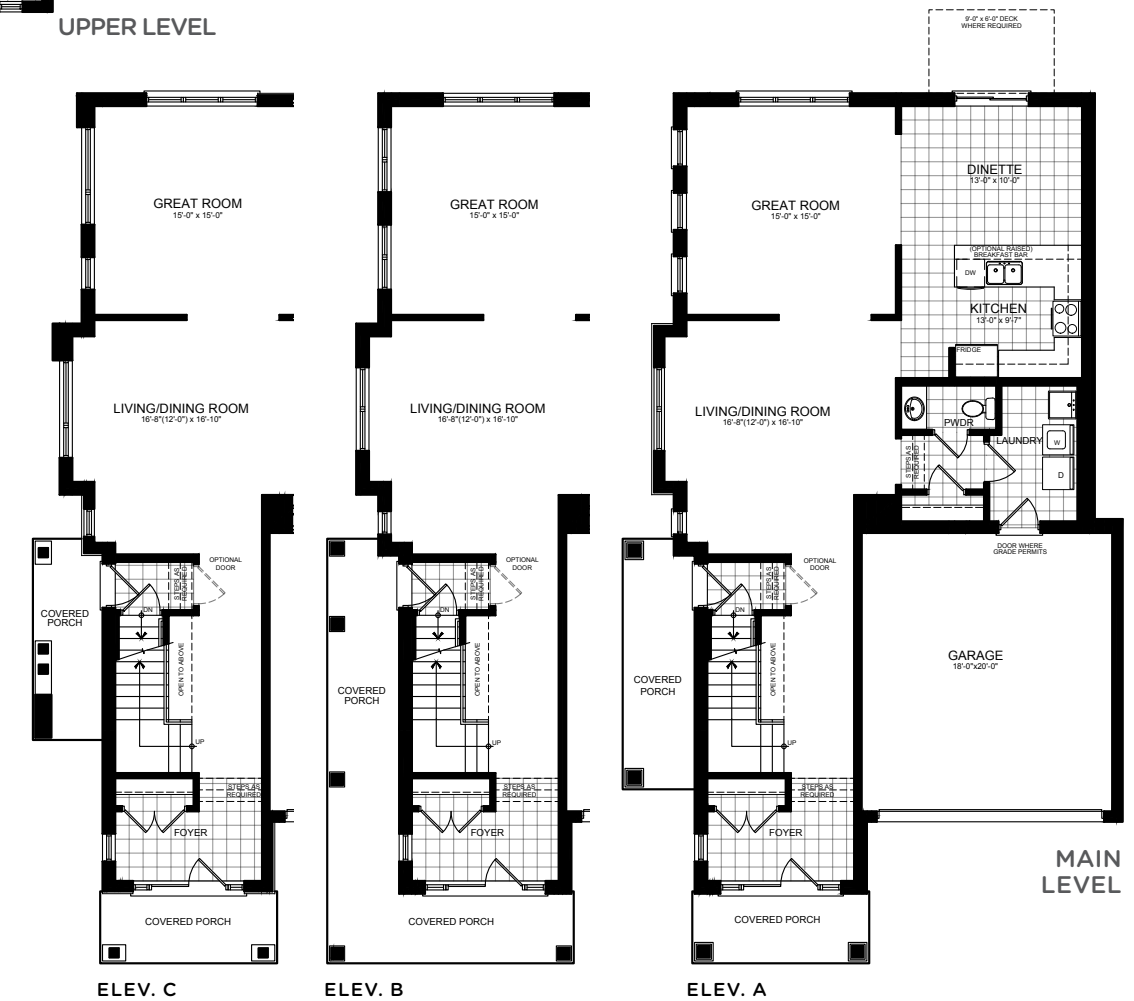 UPPER LEVEL
9'-0" x 6'-0" DECK
WHERE REQUIRED
GREAT ROOM
15'-0" x 15'-0"
LIVING/DINING ROOM
16'-8"(12'-0") x 16'-10"
OPTIONAL
DOOR
STEPS AS
REQUIRED
DN
COVERED
PORCH
OPEN TO ABOVE
UP
STEPS AS
REQUIRED
FOYER
COVERED PORCH
ELEV. C
GREAT ROOM
15'-0" x 15'-0"
LIVING/DINING ROOM
16'-8"(12'-0") x 16'-10"
OPTIONAL
DOOR
STEPS AS
REQUIRED
DN
COVERED
PORCH
OPEN TO ABOVE
UP
STEPS AS
REQUIRED
FOYER
COVERED PORCH
ELEV. B
GREAT ROOM
15'-0" x 15'-0"
DINETTE
13'-0" x 10'-0"
(OPTIONAL RAISED)
BREAKFAST BAR
DW
KITCHEN
13'-0" x 9'-7"
FRIDGE
LIVING/DINING ROOM
16'-8"(12'-0") x 16'-10"
PWDR
LAUNDRY
W
D
STEPS AS
REQUIRED
DOOR WHERE
GRADE PERMITS
OPTIONAL
DOOR
STEPS AS
REQUIRED
DN
COVERED
PORCH
OPEN TO ABOVE
UP
GARAGE
18'-0"x20'-0"
STEPS AS
REQUIRED
FOYER
COVERED PORCH
ELEV. A
MAIN
LEVEL